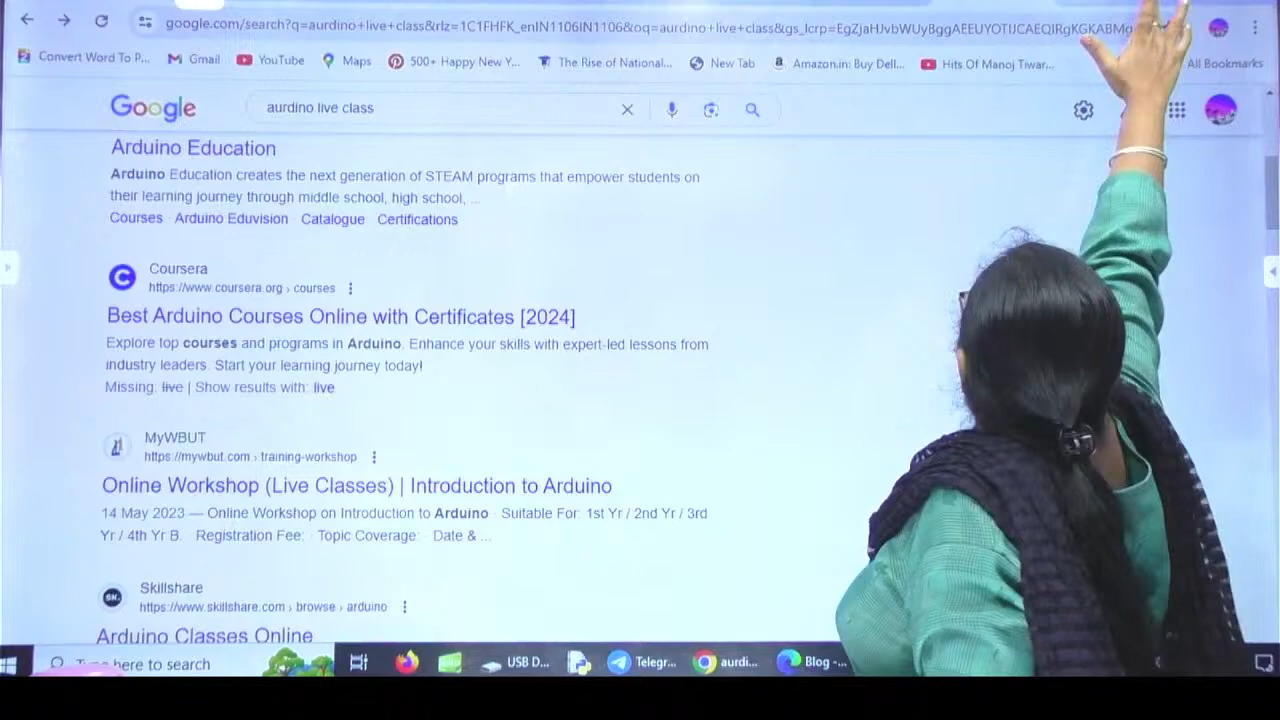 google.com/search?q=aurdino+live+class&rlz=1C1FHFK_enIN1106IN1106&oq=aurdino+live+class&gs_lcrp=EgZjaHJvbWUyBggAEEUYOTIJCAEQIRgKGKABMg
Convert Word To P... Gmail YouTube Maps 500+ Happy New Y... The Rise of National... New Tab Amazon.in: Buy Dell... Hits Of Manoj Tiwar... All Bookmarks
Google aurdino live class
Arduino Education
Arduino Education creates the next generation of STEAM programs that empower students on
their learning journey through middle school, high school, ...
Courses · Arduino Eduvision · Catalogue · Certifications
Coursera
https://www.coursera.org › courses
Best Arduino Courses Online with Certificates [2024]
Explore top courses and programs in Arduino. Enhance your skills with expert-led lessons from
industry leaders. Start your learning journey today!
Missing: live | Show results with: live
MyWBUT
https://mywbut.com › training-workshop
Online Workshop (Live Classes) | Introduction to Arduino
14 May 2023 — Online Workshop on Introduction to Arduino · Suitable For: 1st Yr / 2nd Yr / 3rd
Yr / 4th Yr B. · Registration Fee: · Topic Coverage: · Date & ...
SK.
Skillshare
https://www.skillshare.com › browse › arduino
Arduino Classes Online
here to search USB D... Telegr... aurdi... Blog -...